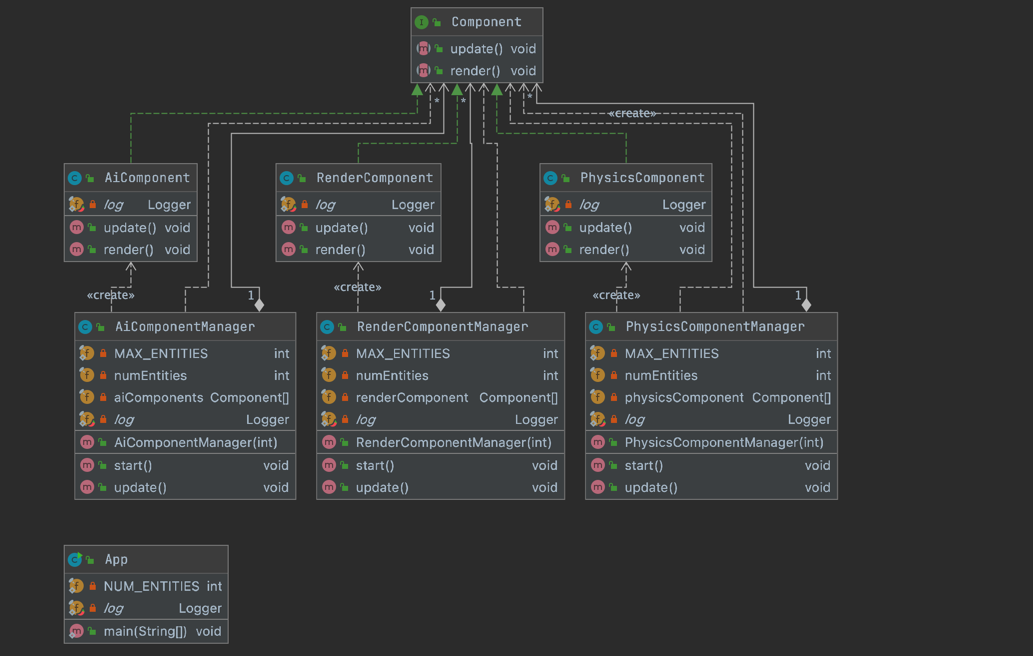 I Component
m update() void
m render() void
* * *
«create»
C AiComponent
f log Logger
m update() void
m render() void
C RenderComponent
f log Logger
m update() void
m render() void
C PhysicsComponent
f log Logger
m update() void
m render() void
«create» 1
«create» 1
«create» 1
C AiComponentManager
f MAX_ENTITIES int
f numEntities int
f aiComponents Component[]
f log Logger
m AiComponentManager(int)
m start() void
m update() void
C RenderComponentManager
f MAX_ENTITIES int
f numEntities int
f renderComponent Component[]
f log Logger
m RenderComponentManager(int)
m start() void
m update() void
C PhysicsComponentManager
f MAX_ENTITIES int
f numEntities int
f physicsComponent Component[]
f log Logger
m PhysicsComponentManager(int)
m start() void
m update() void
C App
f NUM_ENTITIES int
f log Logger
m main(String[]) void